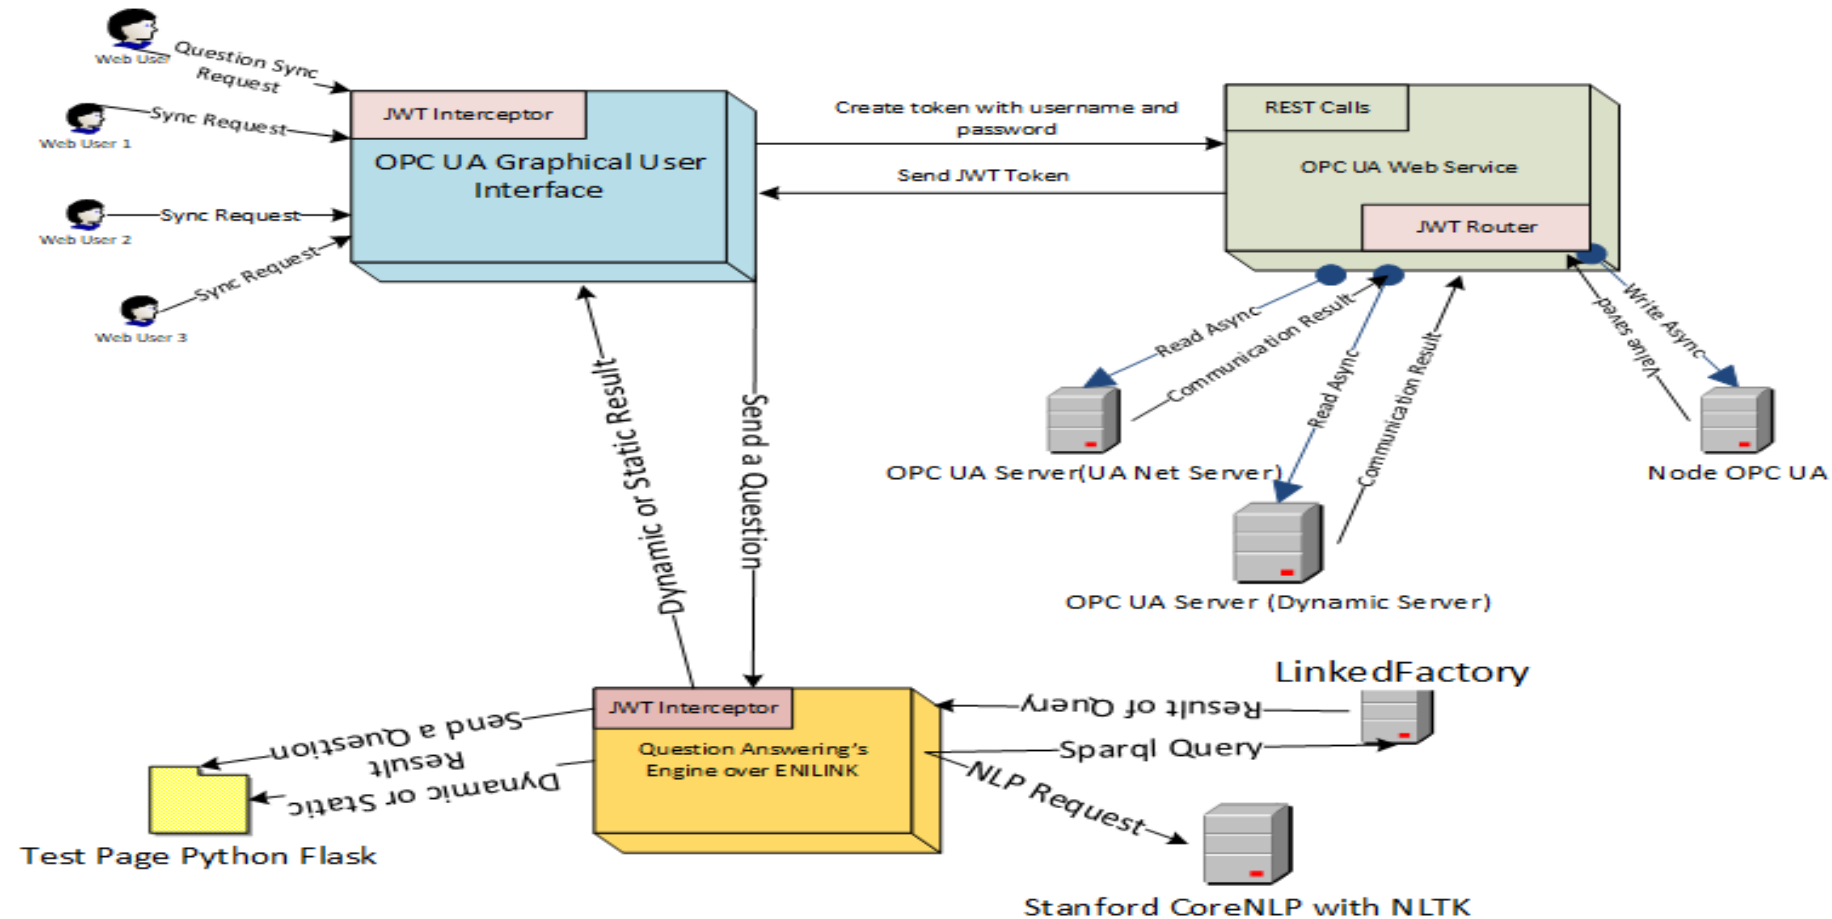 Web User
Question Sync
Request
Web User 1
Sync Request
Web User 2
Sync Request
Web User 3
Sync Request
JWT Interceptor
OPC UA Graphical User
Interface
Create token with username and
password
Send JWT Token
REST Calls
OPC UA Web Service
JWT Router
Read Async
Communication Result
Read Async
Communication Result
Write Async
Value saved
OPC UA Server(UA Net Server)
Node OPC UA
OPC UA Server (Dynamic Server)
Dynamic or Static Result
Send a Question
JWT Interceptor
Question Answering's
Engine over ENILINK
Send a Question
Dynamic or Static
Result
Test Page Python Flask
LinkedFactory
Result of Query
Sparql Query
NLP Request
Stanford CoreNLP with NLTK